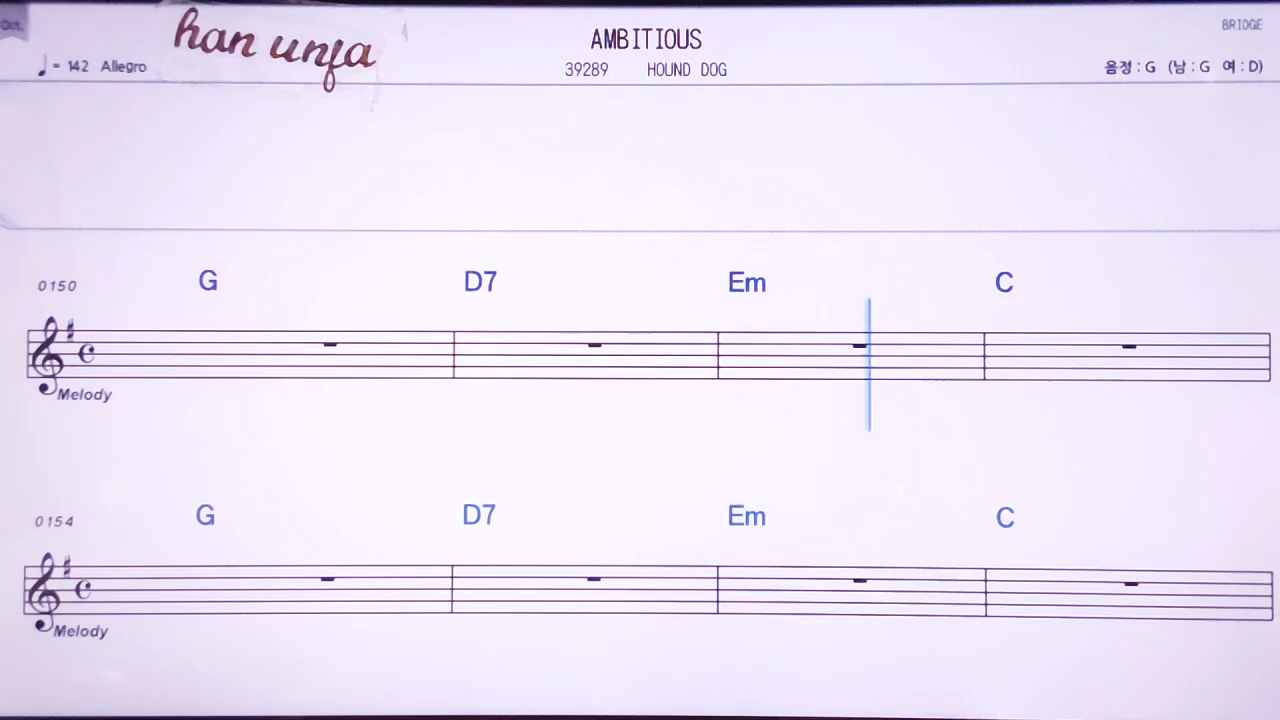 Oct.
han unfa
AMBITIOUS
BRIDGE
♩= 142 Allegro
39289 HOUND DOG
음정 : G (남 : G 여 : D)
0150
G D7 Em C
Melody
0154
G D7 Em C
Melody